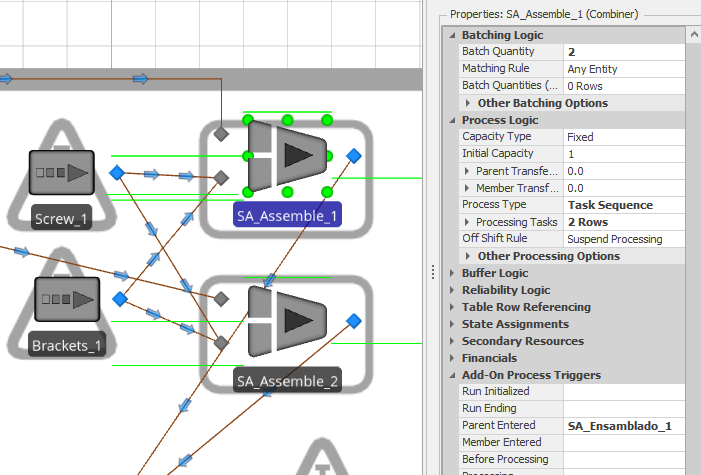 Screw_1
SA_Assemble_1
Brackets_1
SA_Assemble_2
Properties: SA_Assemble_1 (Combiner)
Batching Logic
Batch Quantity 2
Matching Rule Any Entity
Batch Quantities (... 0 Rows
Other Batching Options
Process Logic
Capacity Type Fixed
Initial Capacity 1
Parent Transfe... 0.0
Member Transf... 0.0
Process Type Task Sequence
Processing Tasks 2 Rows
Off Shift Rule Suspend Processing
Other Processing Options
Buffer Logic
Reliability Logic
Table Row Referencing
State Assignments
Secondary Resources
Financials
Add-On Process Triggers
Run Initialized
Run Ending
Parent Entered SA_Ensamblado_1
Member Entered
Before Processing